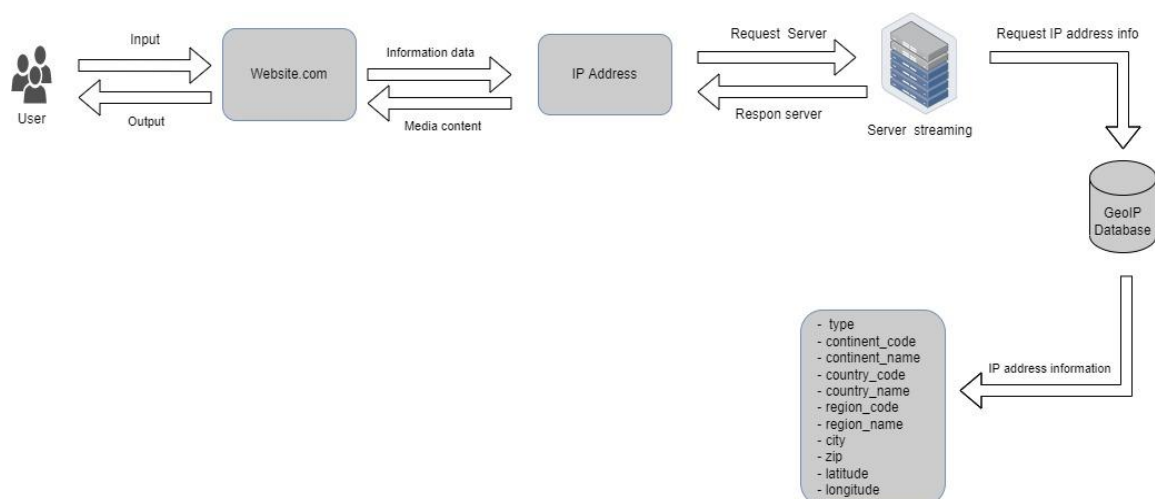 Input
Output
User
Website.com
Information data
Media content
IP Address
Request Server
Respon server
Server streaming
Request IP address info
GeoIP
Database
IP address information
- type
- continent_code
- continent_name
- country_code
- country_name
- region_code
- region_name
- city
- zip
- latitude
- longitude